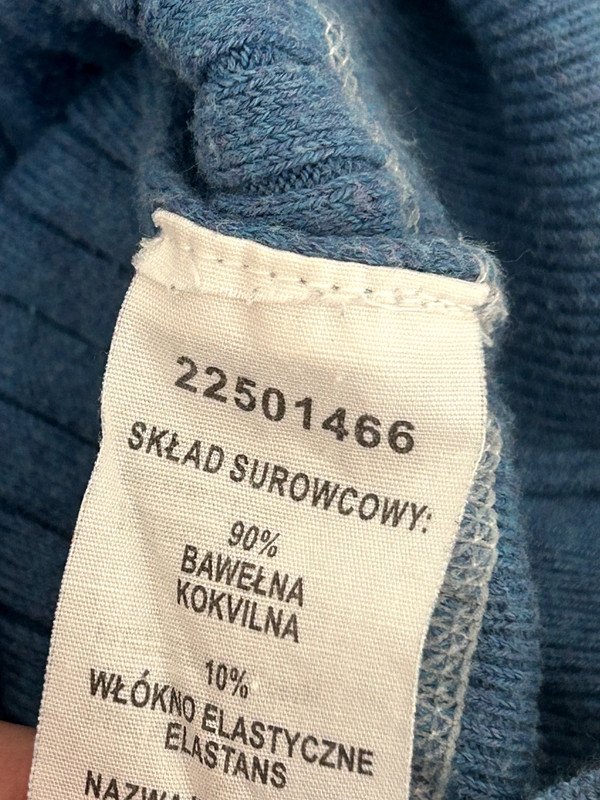 22501466
SKŁAD SUROWCOWY:
90%
BAWEŁNA
KOKVILNA
10%
WŁÓKNO ELASTYCZNE
ELASTANS